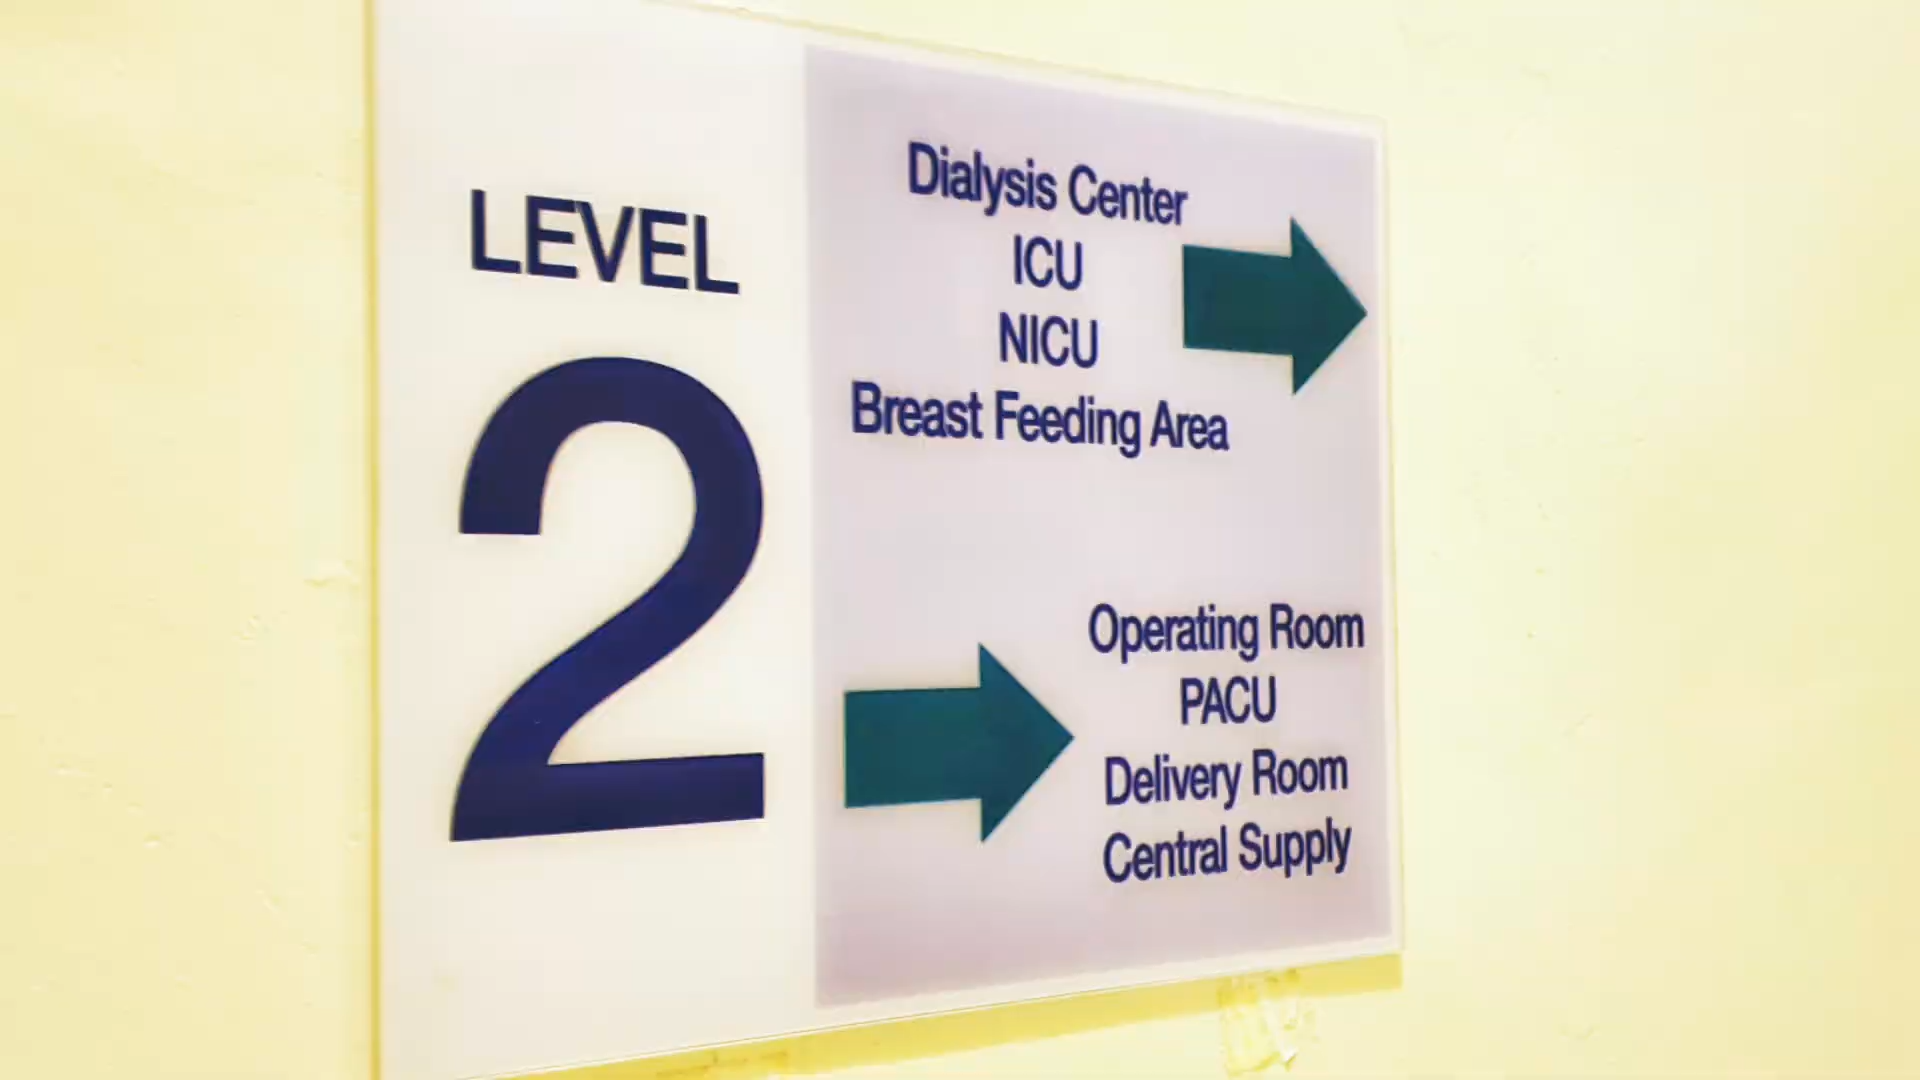 LEVEL
2
Dialysis Center
ICU
NICU
Breast Feeding Area
Operating Room
PACU
Delivery Room
Central Supply